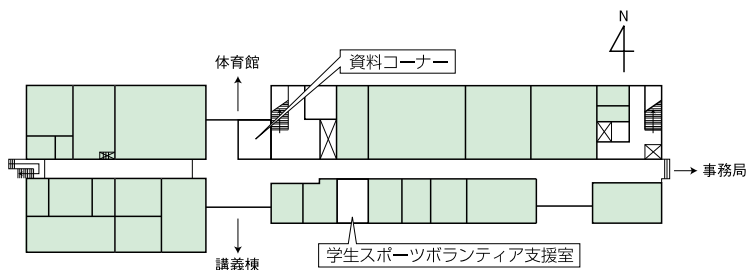 N
体育館
資料コーナー
事務局
学生スポーツボランティア支援室
講義棟